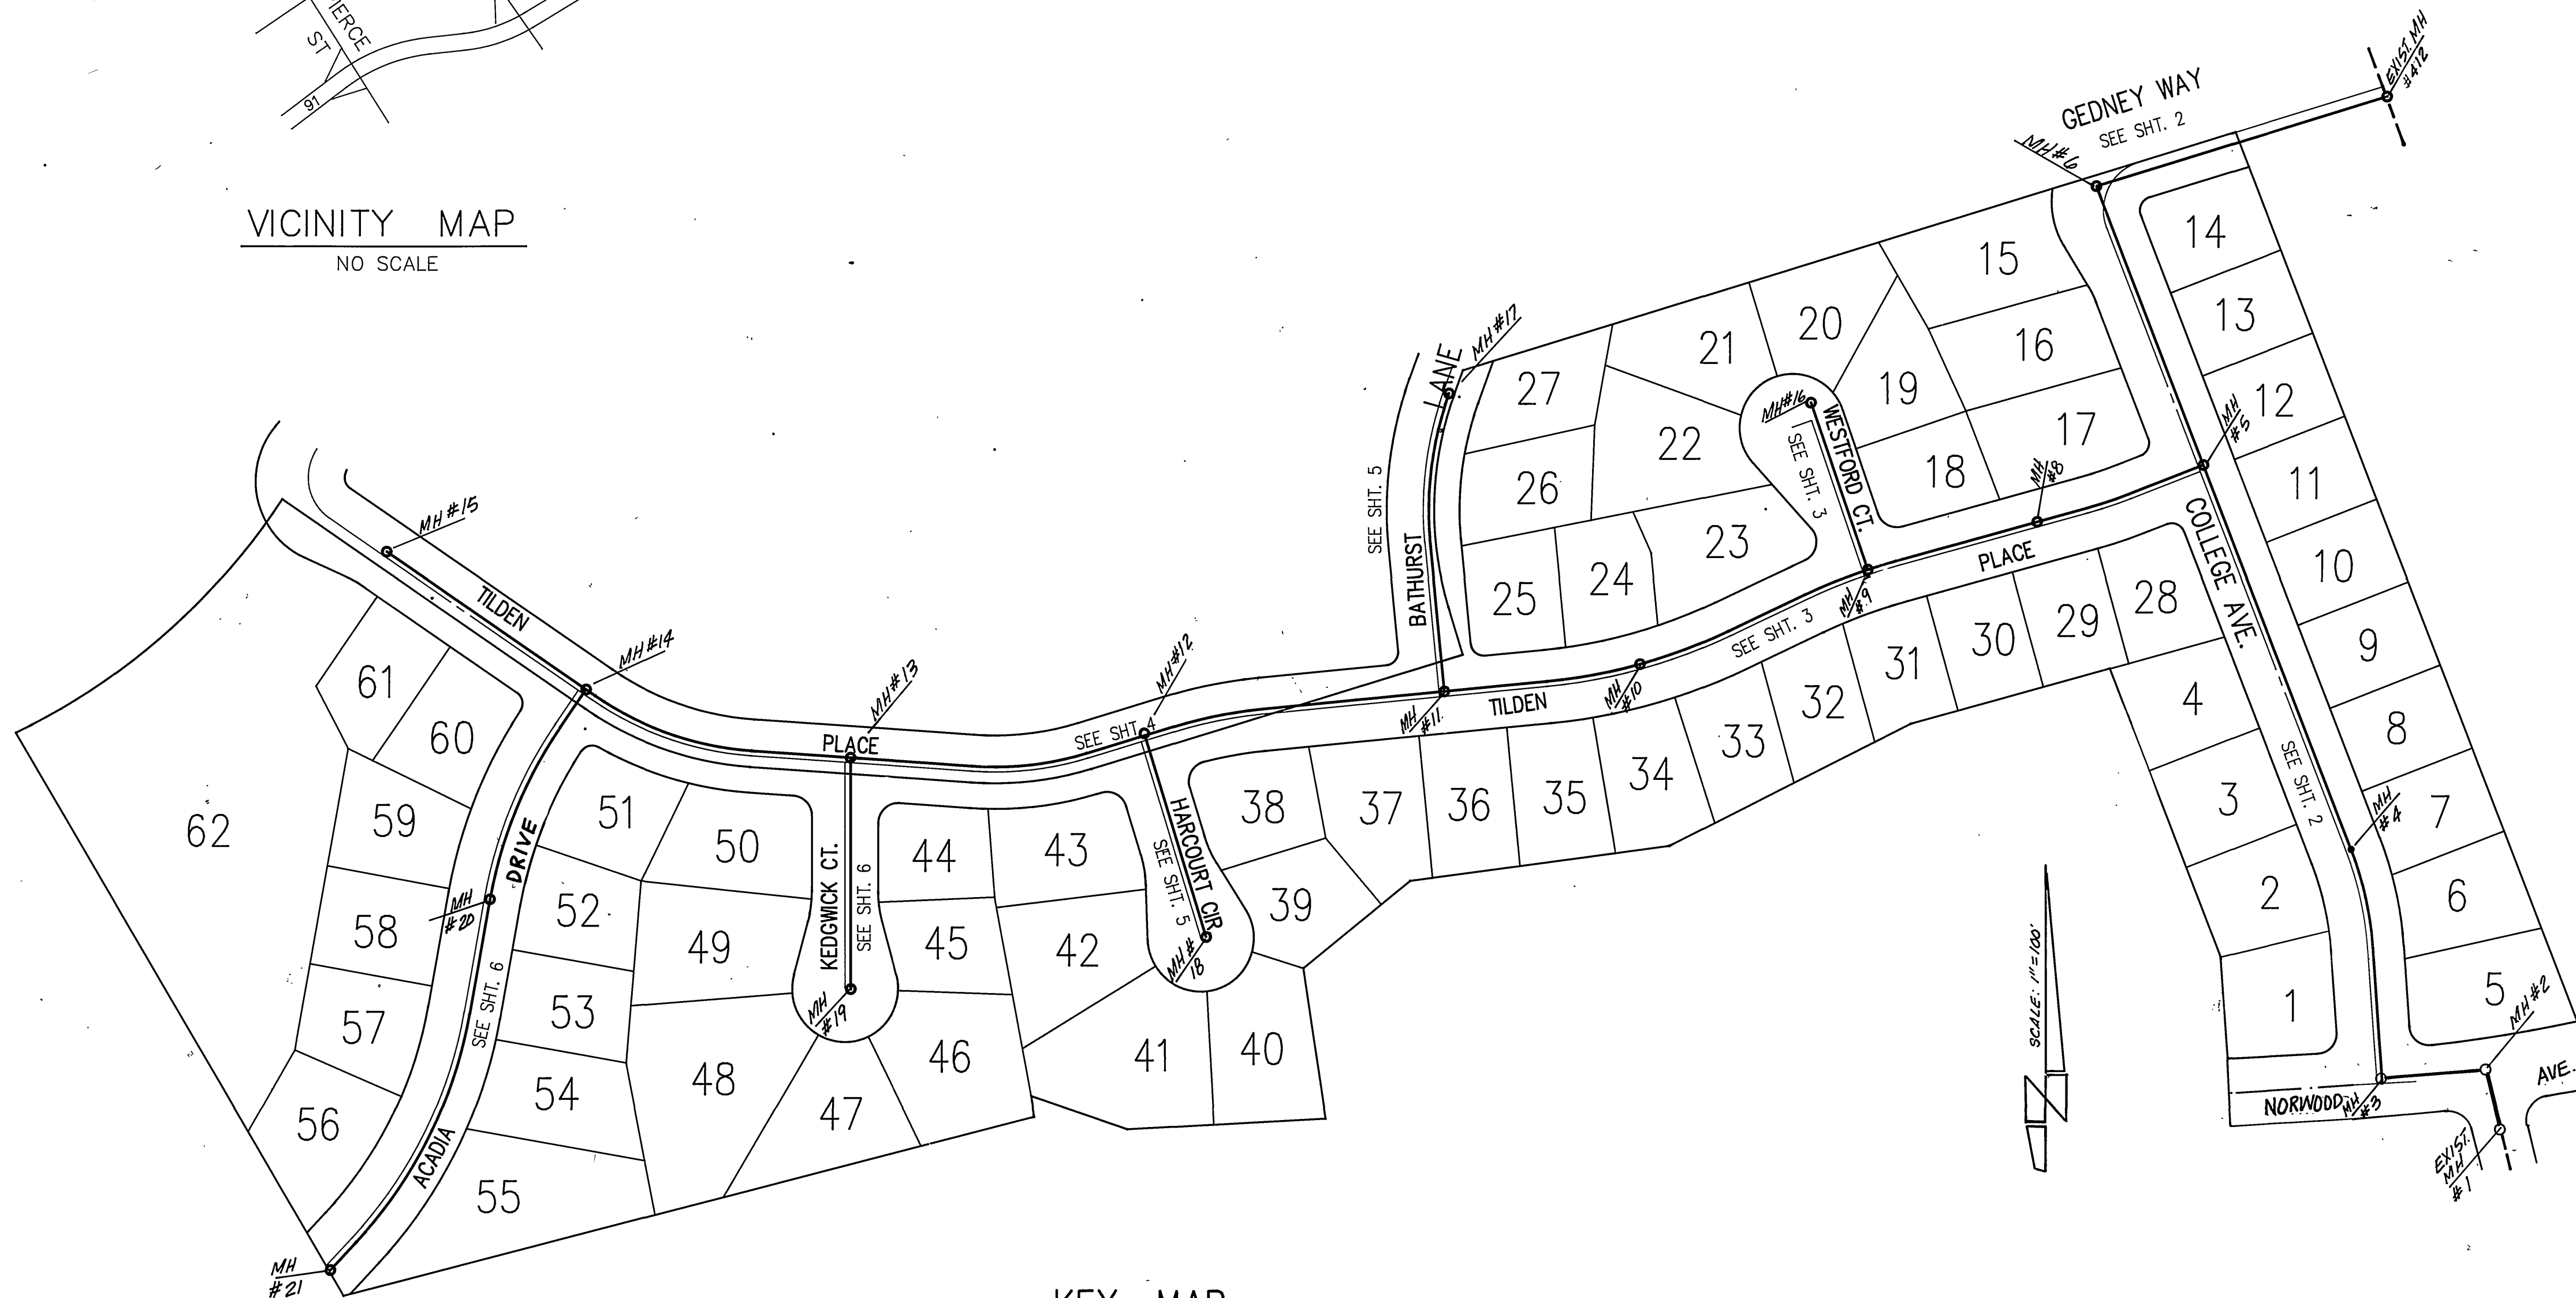 PIERCE
ST
91
VICINITY MAP
NO SCALE
GEDNEY WAY
SEE SHT. 2
EXIST. MH
#412
MH#6
14
13
12
11
10
9
8
7
6
5
15
16
17
18
19
20
21
22
23
24
25
26
27
MH#17
LANE
BATHURST
SEE SHT. 5
MH#16
WESTFORD CT.
SEE SHT. 3
MH
#8
MH
#5
COLLEGE AVE.
SEE SHT. 2
PLACE
MH
#9
SEE SHT. 3
28
29
30
31
32
33
34
35
36
37
38
39
40
41
42
43
44
45
46
47
48
49
50
51
52
53
54
55
56
57
58
59
60
61
62
4
3
2
1
MH#15
TILDEN
MH#14
MH#13
PLACE
MH#12
SEE SHT. 4
MH
#11
TILDEN
MH
#10
DRIVE
MH
#20
SEE SHT. 6
ACADIA
MH
#21
KEDGWICK CT.
SEE SHT. 6
MH
#19
HARCOURT CIR
SEE SHT. 5
MH#
18
MH
#4
MH#2
NORWOOD
MH
#3
AVE.
EXIST.
MH
#1
SCALE: 1"=100'
N
KEY MAP